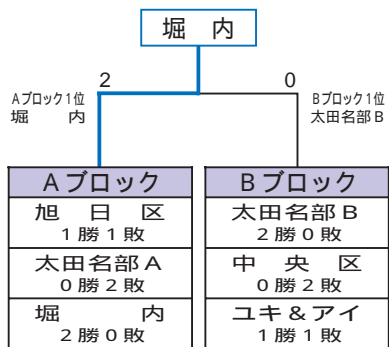 堀 内
2 0
Aブロック1位
堀 内
Bブロック1位
太田名部B
Aブロック Bブロック
旭 日 区
1勝1敗
太田名部B
2勝0敗
太田名部A
0勝2敗
中 央 区
0勝2敗
堀 内
2勝0敗
ユキ&アイ
1勝1敗